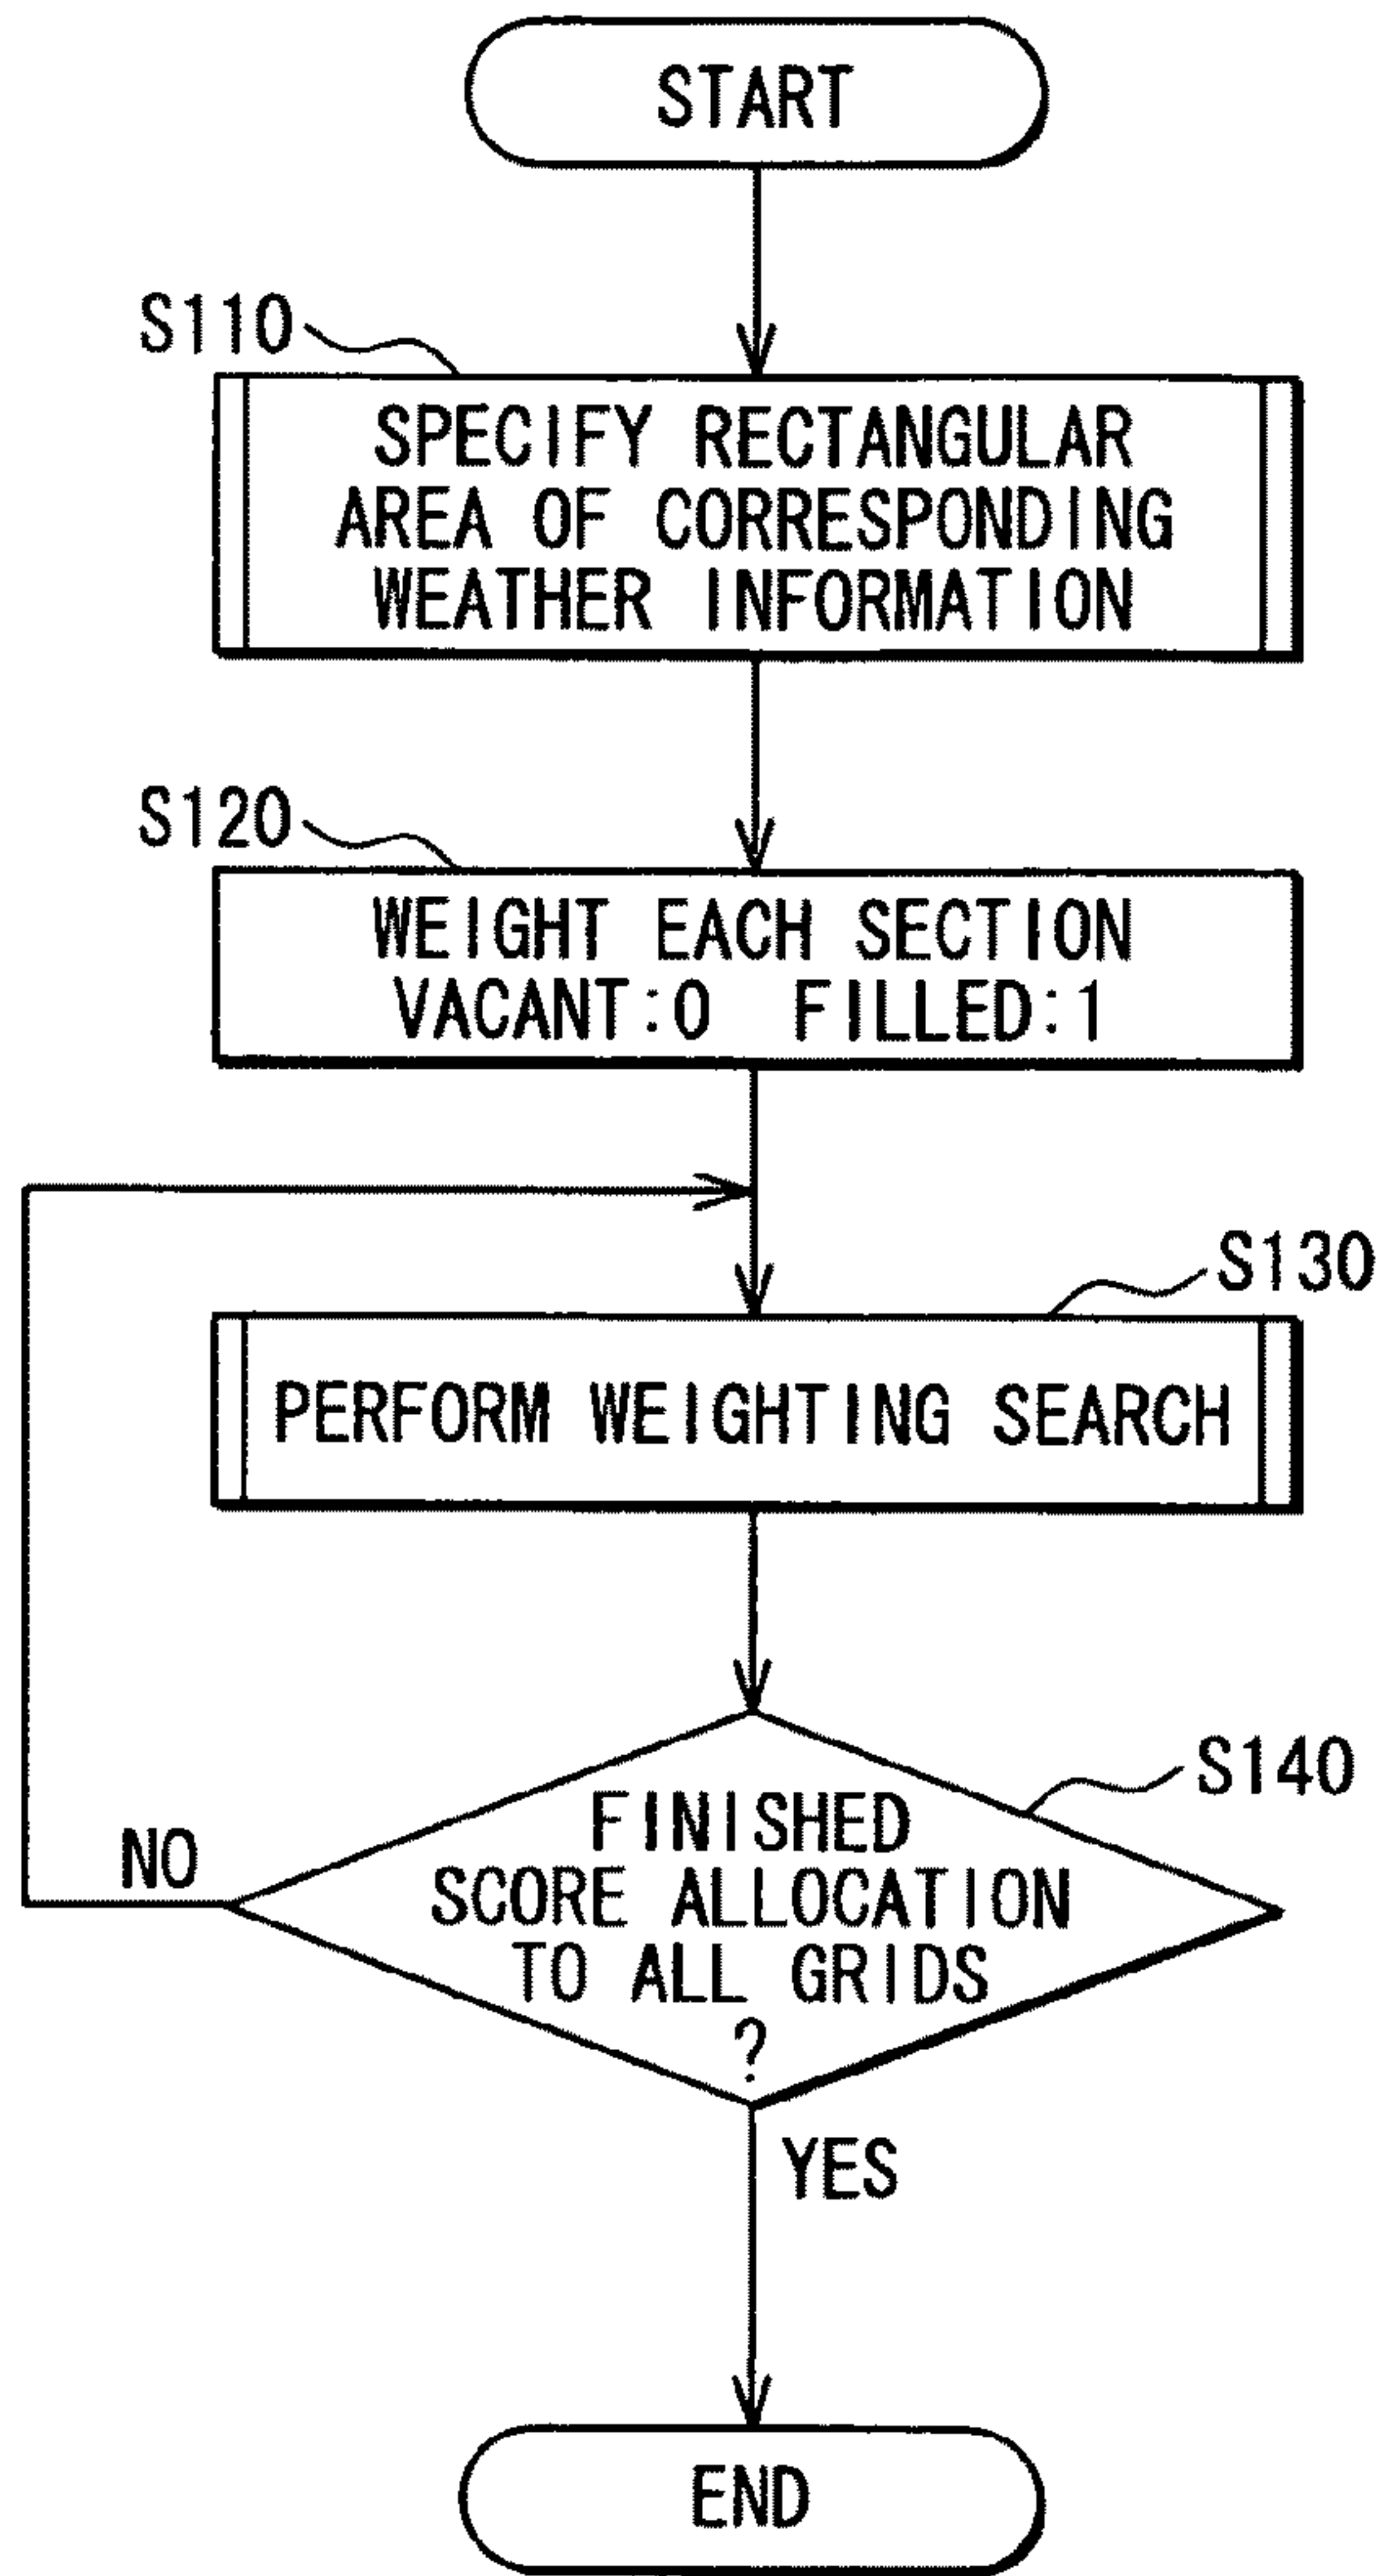 START
S110
SPECIFY RECTANGULAR
AREA OF CORRESPONDING
WEATHER INFORMATION
S120
WEIGHT EACH SECTION
VACANT:0 FILLED:1
S130
PERFORM WEIGHTING SEARCH
S140
FINISHED
SCORE ALLOCATION
TO ALL GRIDS
?
NO
YES
END